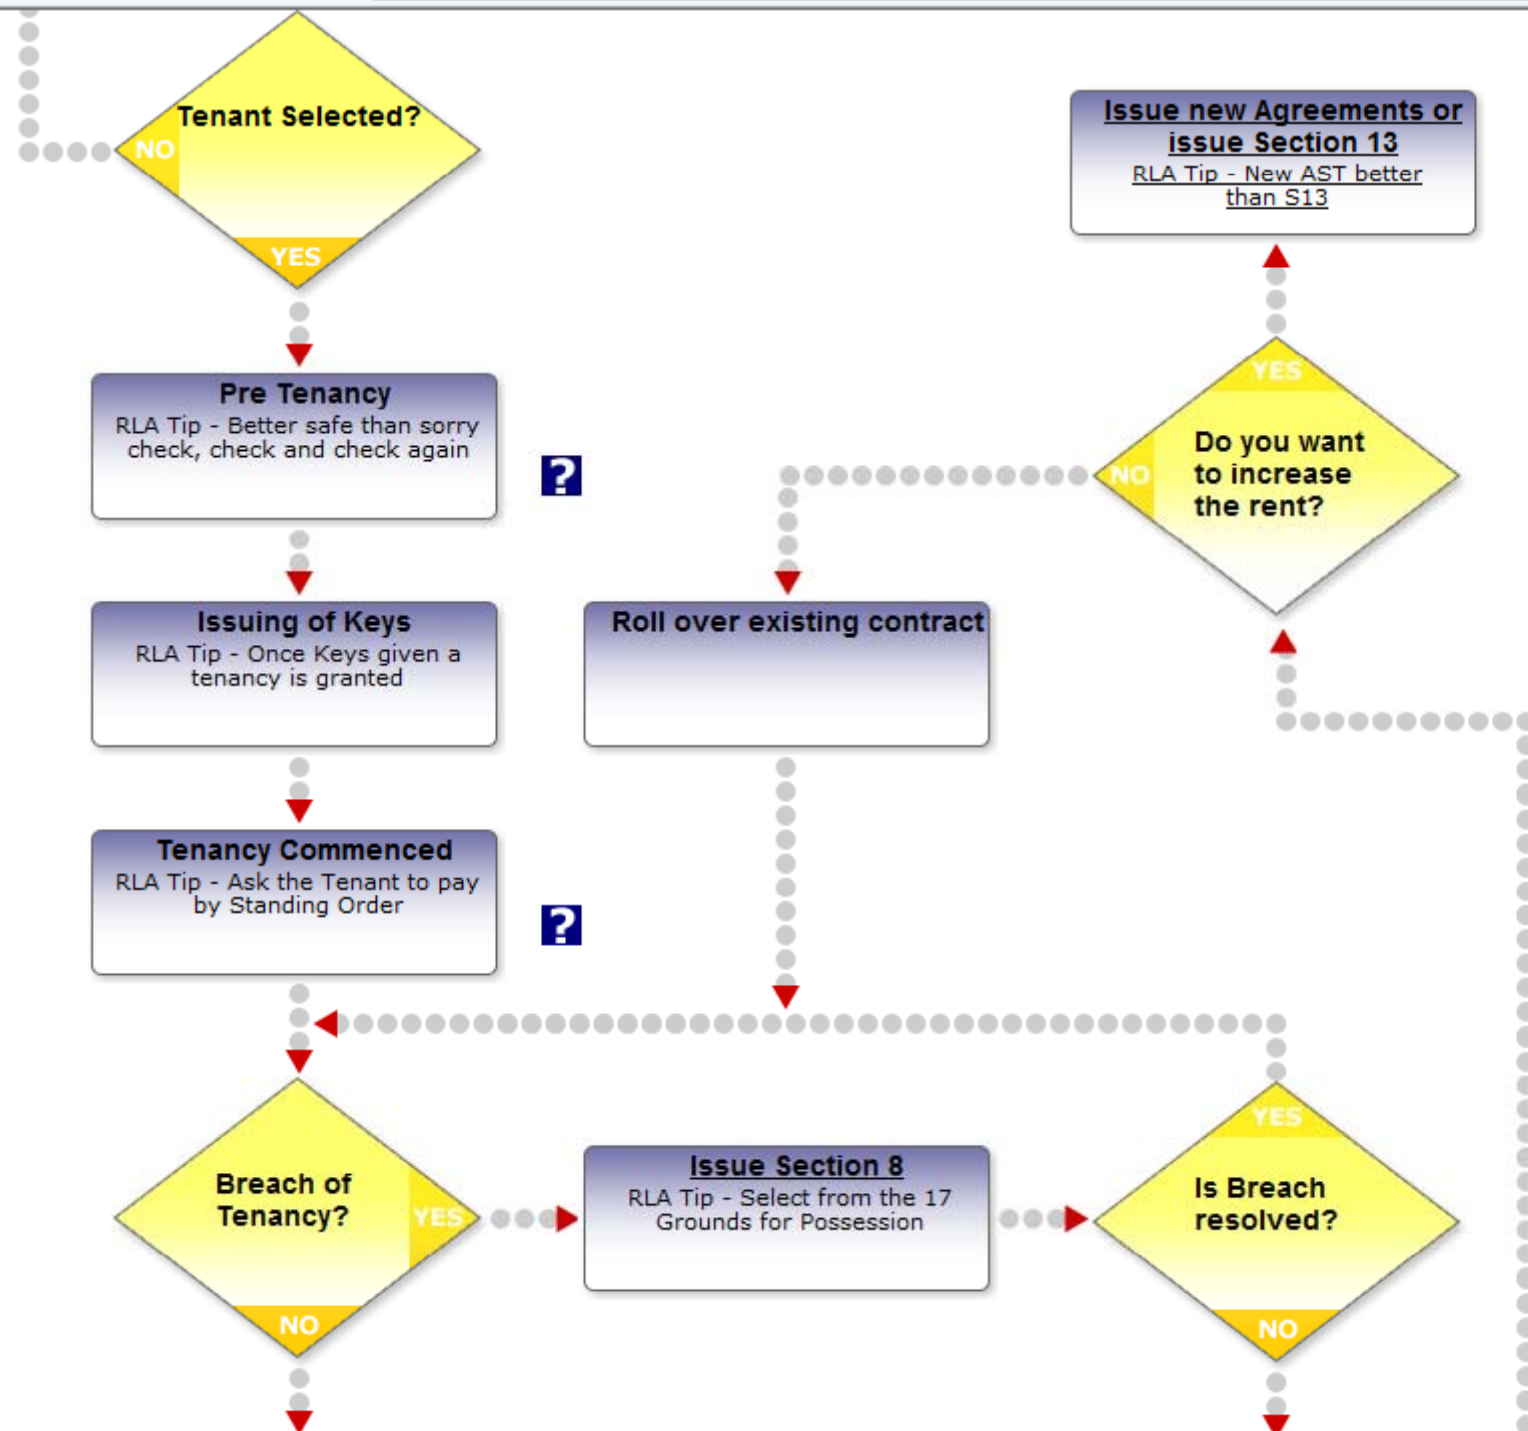 Tenant Selected?
NO
YES
Pre Tenancy
RLA Tip - Better safe than sorry
check, check and check again
?
Issuing of Keys
RLA Tip - Once Keys given a
tenancy is granted
Tenancy Commenced
RLA Tip - Ask the Tenant to pay
by Standing Order
?
Issue new Agreements or
issue Section 13
RLA Tip - New AST better
than S13
YES
Do you want
to increase
the rent?
NO
Roll over existing contract
Breach of
Tenancy?
YES
NO
Issue Section 8
RLA Tip - Select from the 17
Grounds for Possession
YES
Is Breach
resolved?
NO